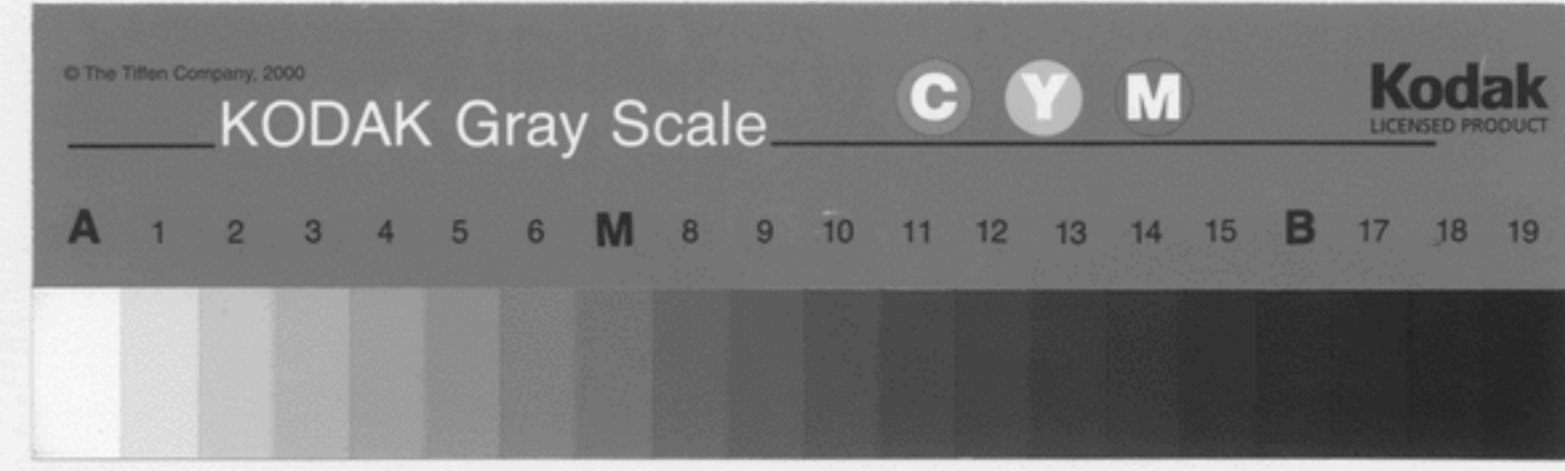 © The Tiffen Company, 2000
KODAK Gray Scale
C Y M
Kodak
LICENSED PRODUCT
A 1 2 3 4 5 6 M 8 9 10 11 12 13 14 15 B 17 18 19